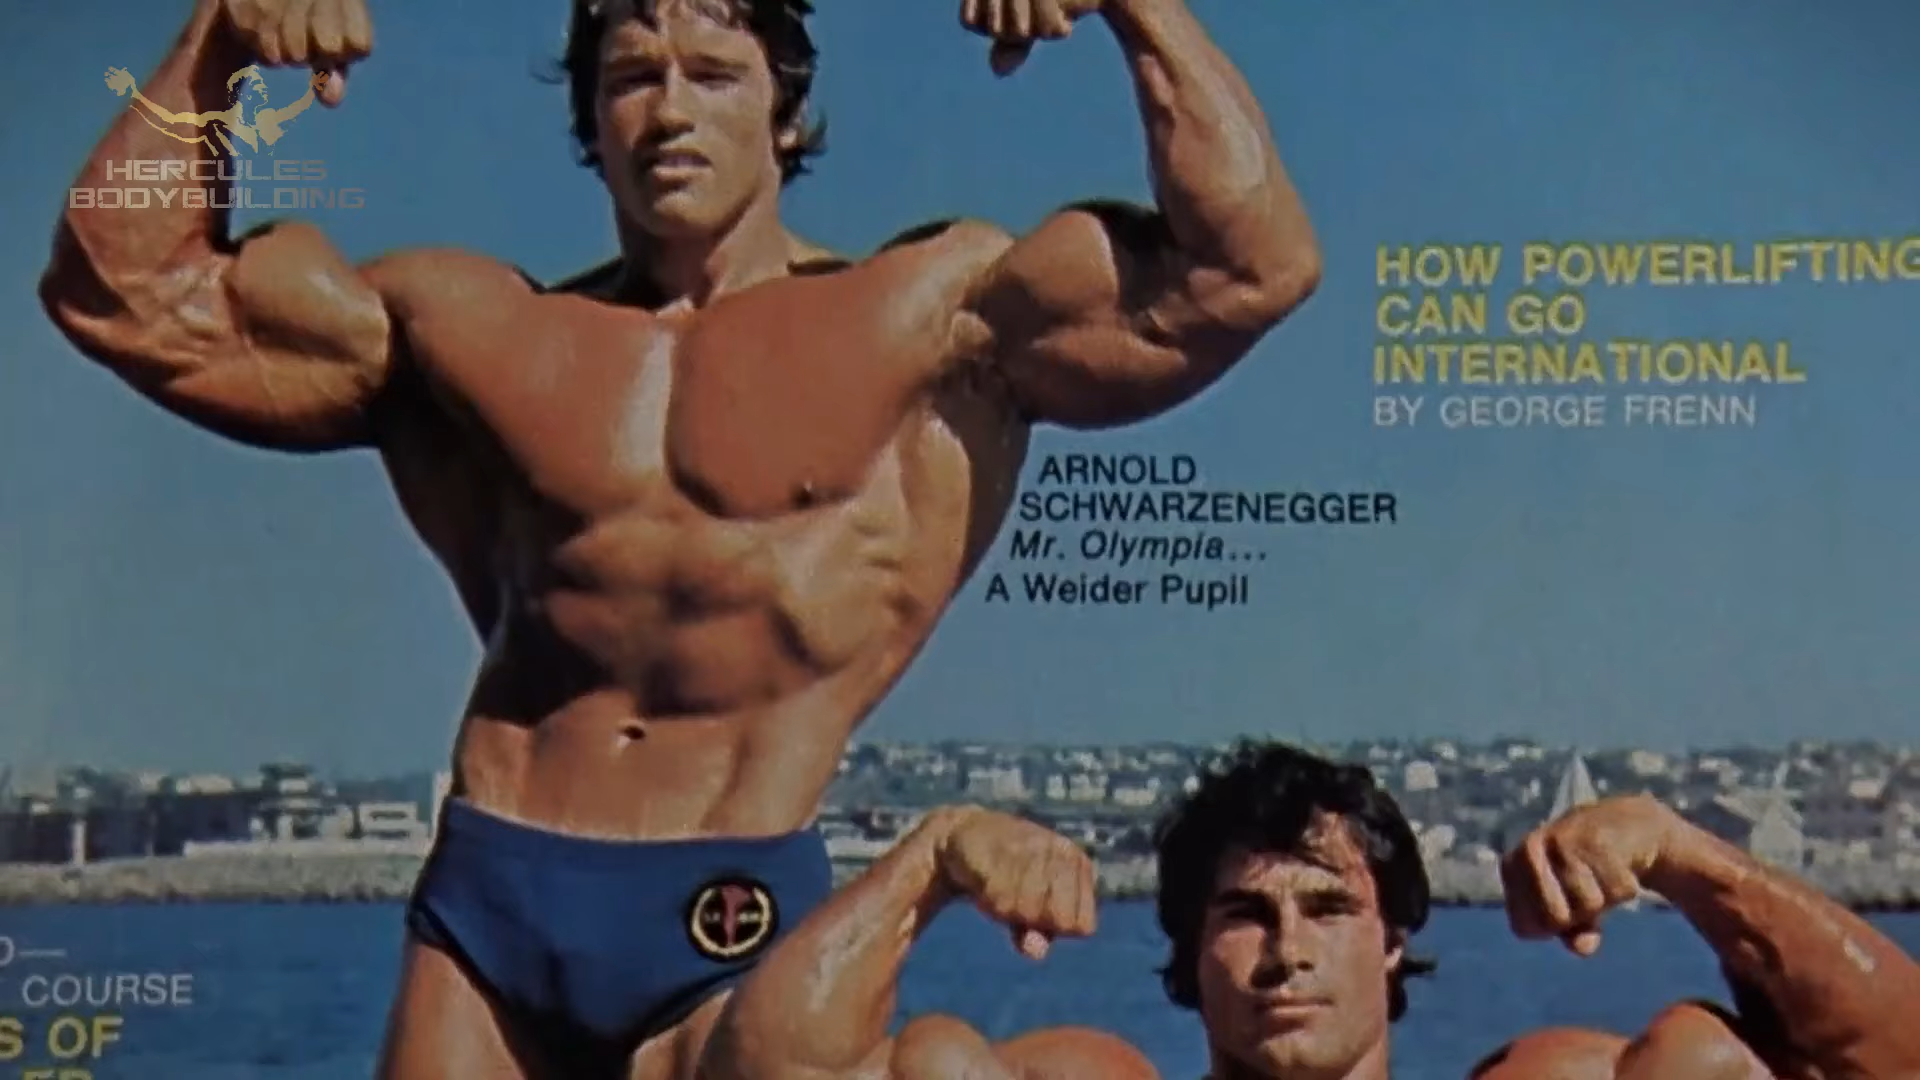 HERCULES
BODYBUILDING
HOW POWERLIFTING
CAN GO
INTERNATIONAL
BY GEORGE FRENN
ARNOLD
SCHWARZENEGGER
Mr. Olympia...
A Weider Pupil
COURSE
S OF